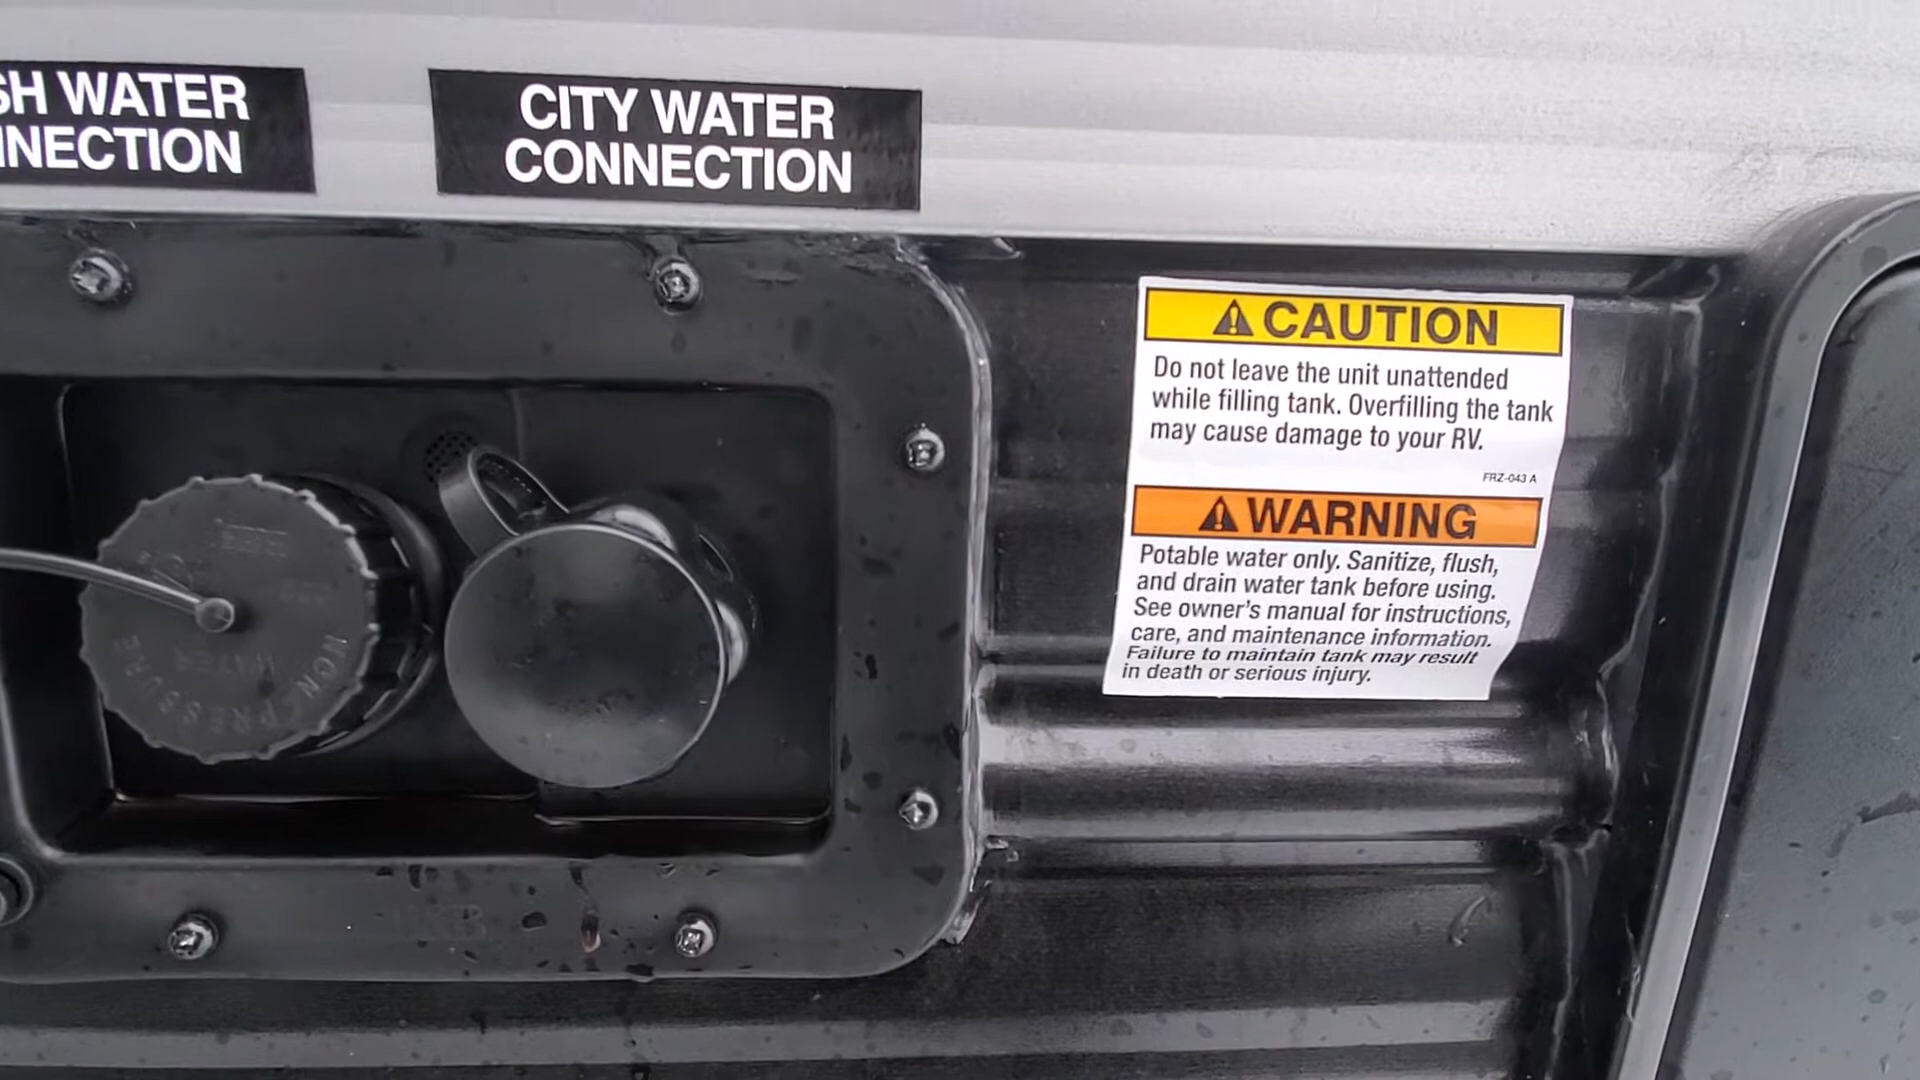 SH WATER
NNECTION
CITY WATER
CONNECTION
CAUTION
Do not leave the unit unattended
while filling tank. Overfilling the tank
may cause damage to your RV.
FRZ-043 A
WARNING
Potable water only. Sanitize, flush,
and drain water tank before using.
See owner's manual for instructions,
care, and maintenance information.
Failure to maintain tank may result
in death or serious injury.
NON-PRESSURE
WATER